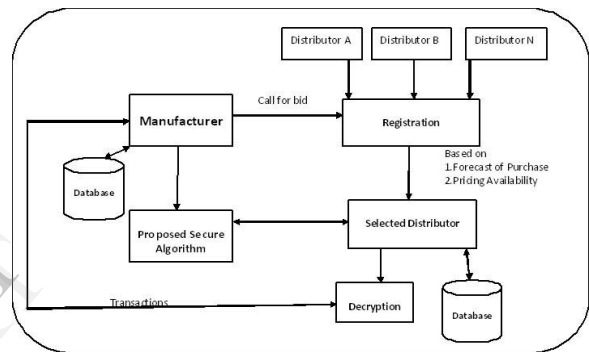 Distributor A
Distributor B
Distributor N
Call for bid
Manufacturer
Registration
Based on
1.Forecast of Purchase
2.Pricing Availability
Database
Proposed Secure
Algorithm
Selected Distributor
Transactions
Decryption
Database